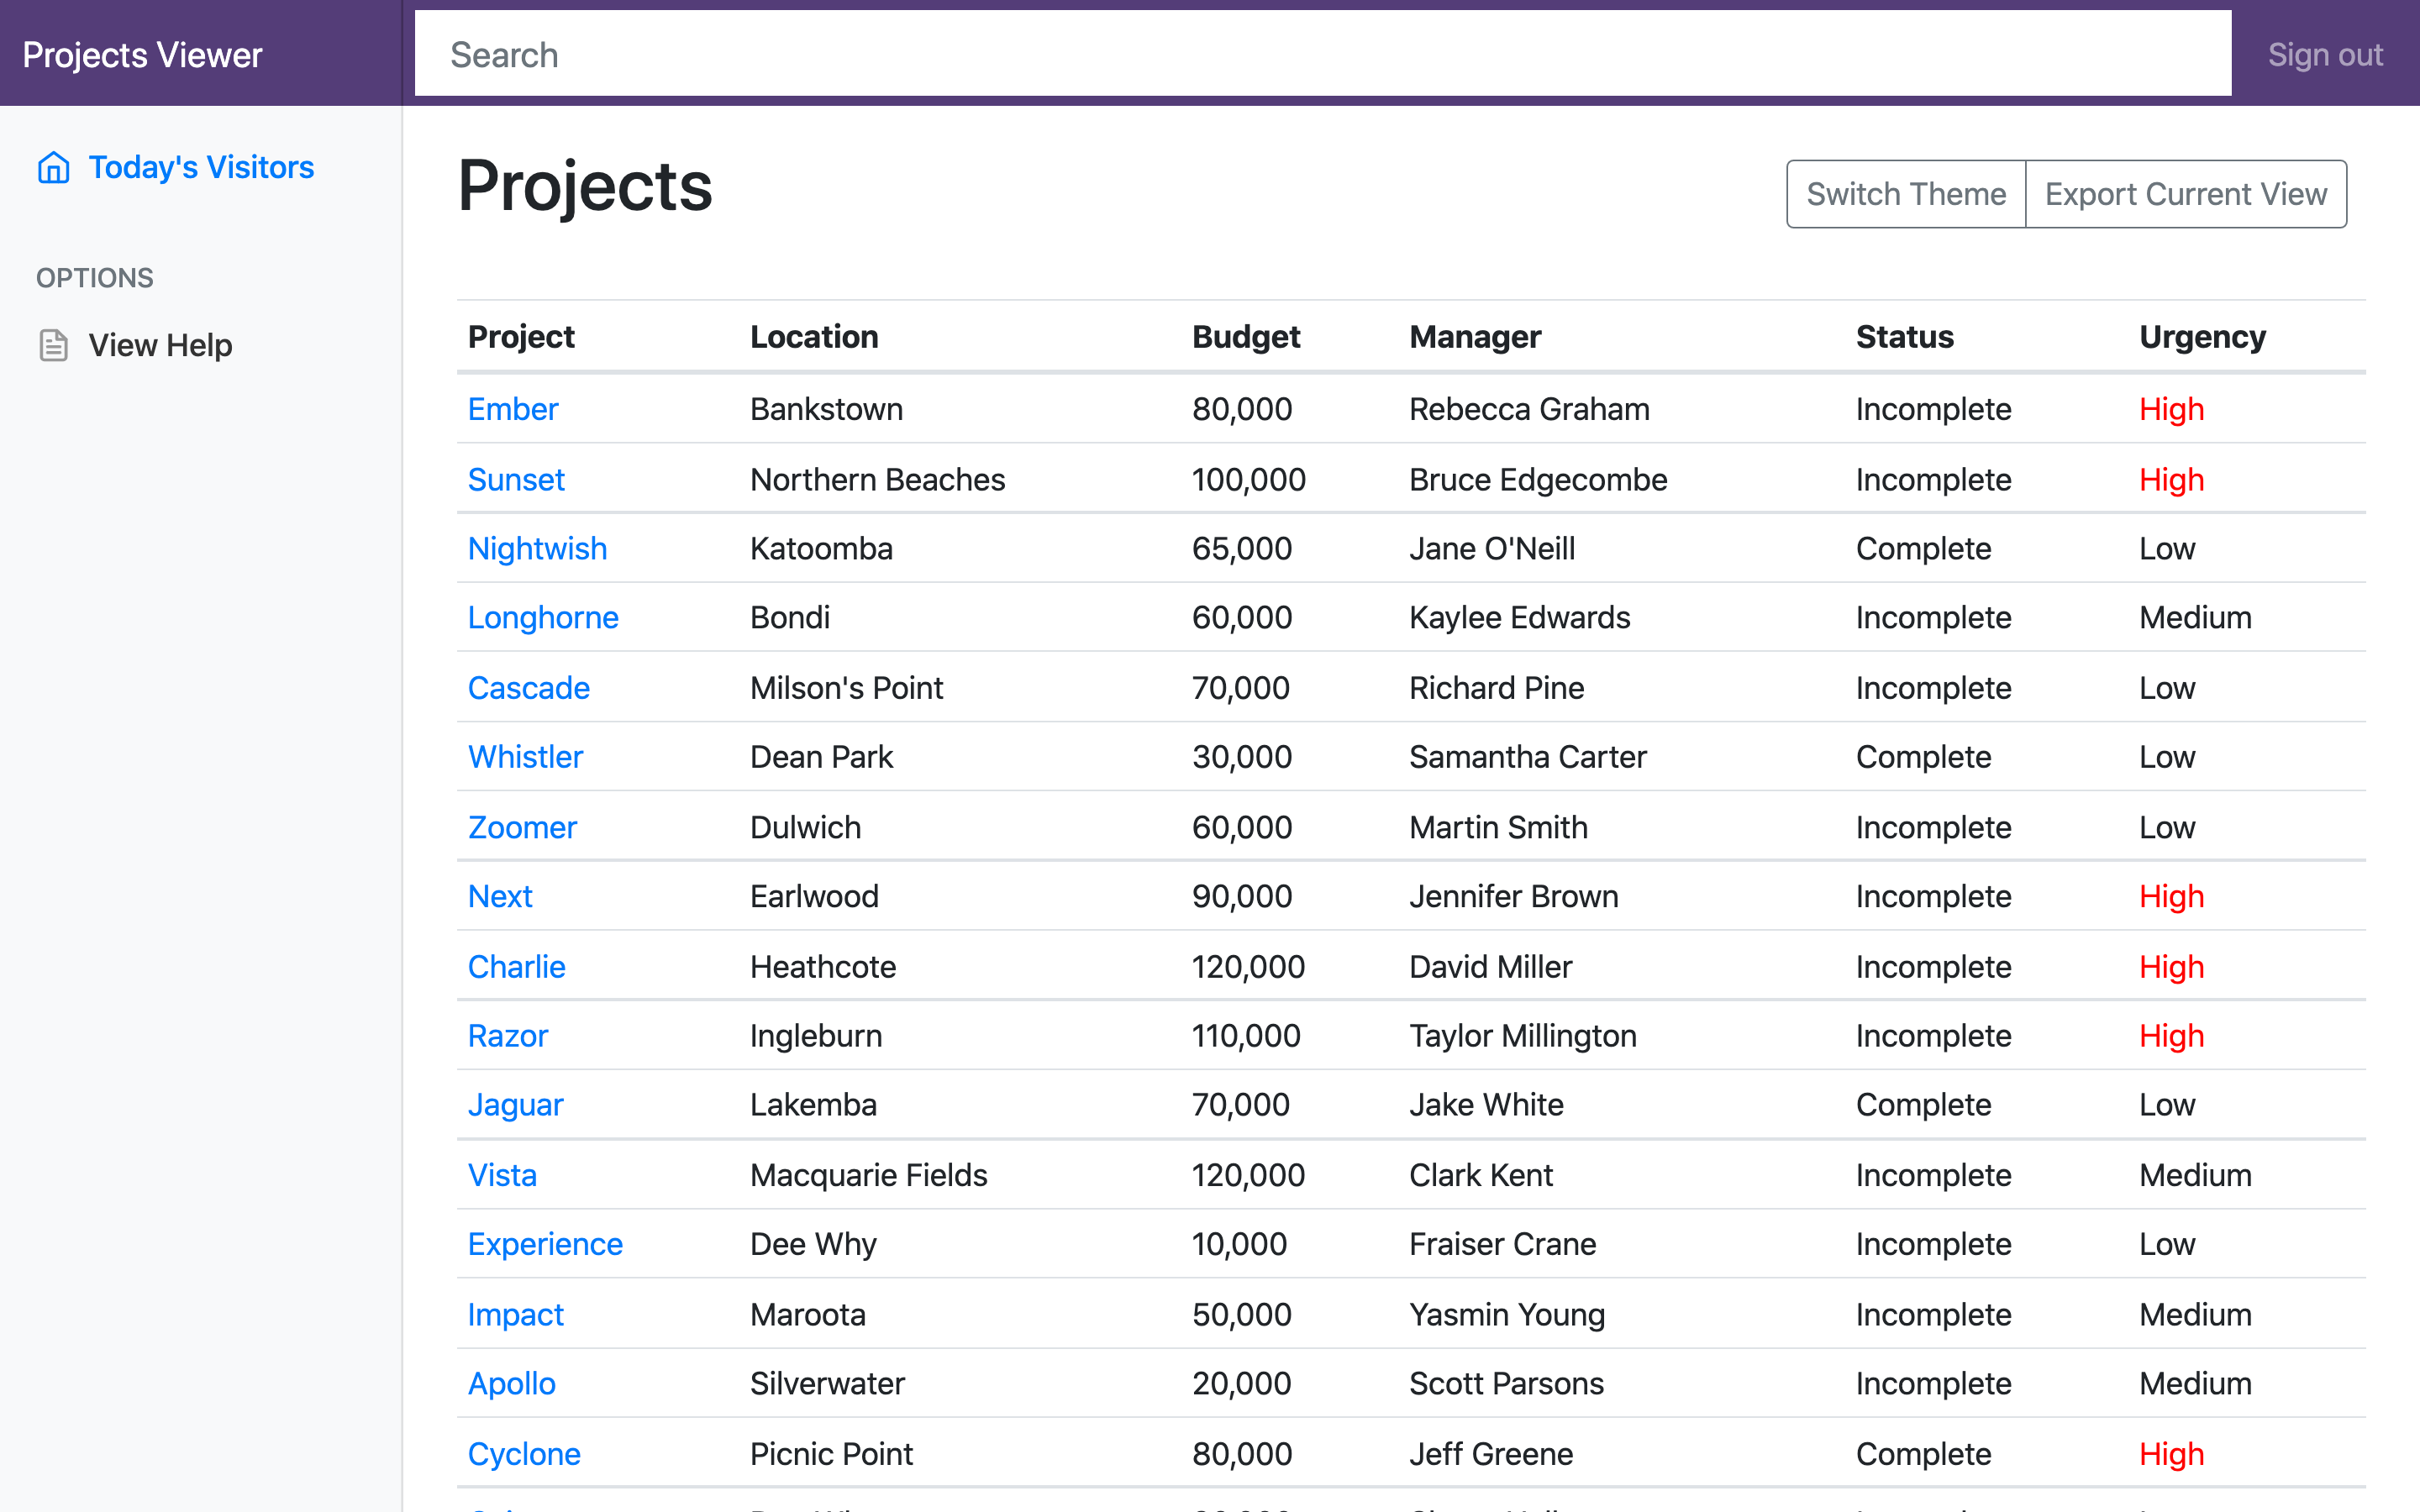 Projects Viewer
Search
Sign out
Today's Visitors
OPTIONS
View Help
Projects
Switch Theme Export Current View
Project Location Budget Manager Status Urgency
Ember Bankstown 80,000 Rebecca Graham Incomplete High
Sunset Northern Beaches 100,000 Bruce Edgecombe Incomplete High
Nightwish Katoomba 65,000 Jane O'Neill Complete Low
Longhorne Bondi 60,000 Kaylee Edwards Incomplete Medium
Cascade Milson's Point 70,000 Richard Pine Incomplete Low
Whistler Dean Park 30,000 Samantha Carter Complete Low
Zoomer Dulwich 60,000 Martin Smith Incomplete Low
Next Earlwood 90,000 Jennifer Brown Incomplete High
Charlie Heathcote 120,000 David Miller Incomplete High
Razor Ingleburn 110,000 Taylor Millington Incomplete High
Jaguar Lakemba 70,000 Jake White Complete Low
Vista Macquarie Fields 120,000 Clark Kent Incomplete Medium
Experience Dee Why 10,000 Fraiser Crane Incomplete Low
Impact Maroota 50,000 Yasmin Young Incomplete Medium
Apollo Silverwater 20,000 Scott Parsons Incomplete Medium
Cyclone Picnic Point 80,000 Jeff Greene Complete High